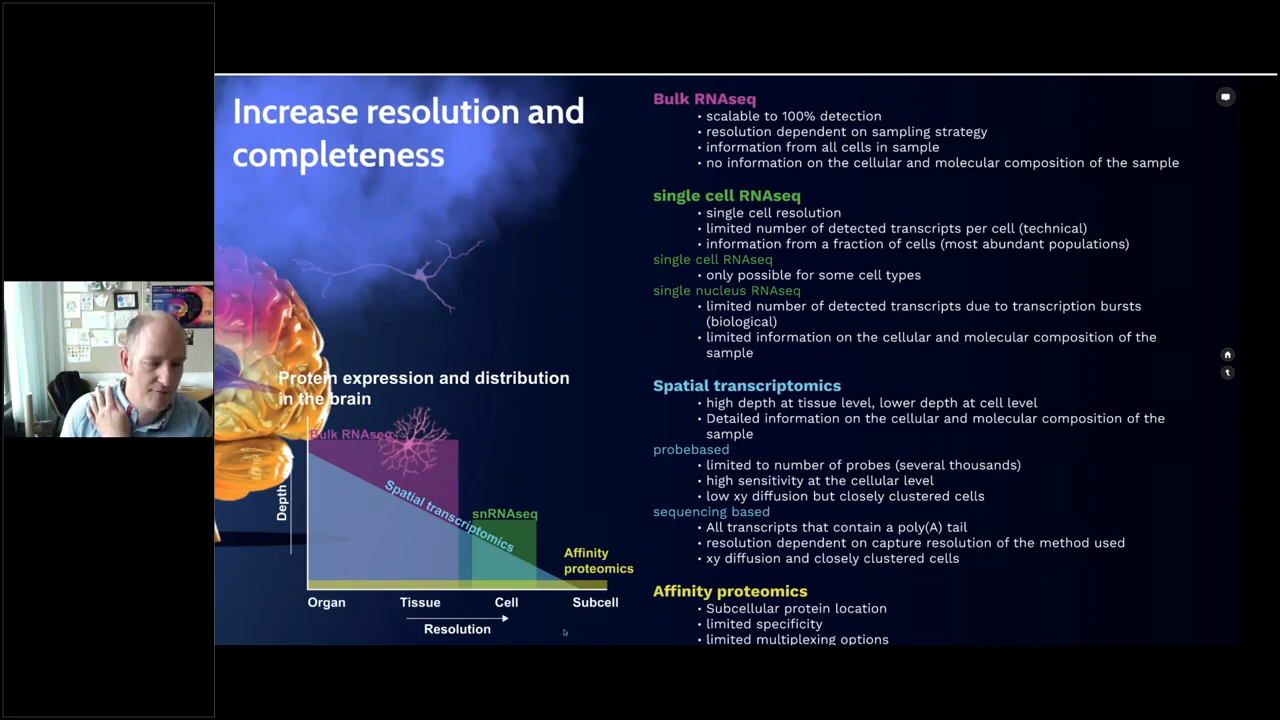 Increase resolution and
completeness
Protein expression and distribution
in the brain
Bulk RNAseq
Spatial transcriptomics
snRNAseq
Affinity
proteomics
Depth
Organ
Tissue
Cell
Subcell
Resolution
Bulk RNAseq
• scalable to 100% detection
• resolution dependent on sampling strategy
• information from all cells in sample
• no information on the cellular and molecular composition of the sample
single cell RNAseq
• single cell resolution
• limited number of detected transcripts per cell (technical)
• information from a fraction of cells (most abundant populations)
single cell RNAseq
• only possible for some cell types
single nucleus RNAseq
• limited number of detected transcripts due to transcription bursts
(biological)
• limited information on the cellular and molecular composition of the
sample
Spatial transcriptomics
• high depth at tissue level, lower depth at cell level
• Detailed information on the cellular and molecular composition of the
sample
probebased
• limited to number of probes (several thousands)
• high sensitivity at the cellular level
• low xy diffusion but closely clustered cells
sequencing based
• All transcripts that contain a poly(A) tail
• resolution dependent on capture resolution of the method used
• xy diffusion and closely clustered cells
Affinity proteomics
• Subcellular protein location
• limited specificity
• limited multiplexing options